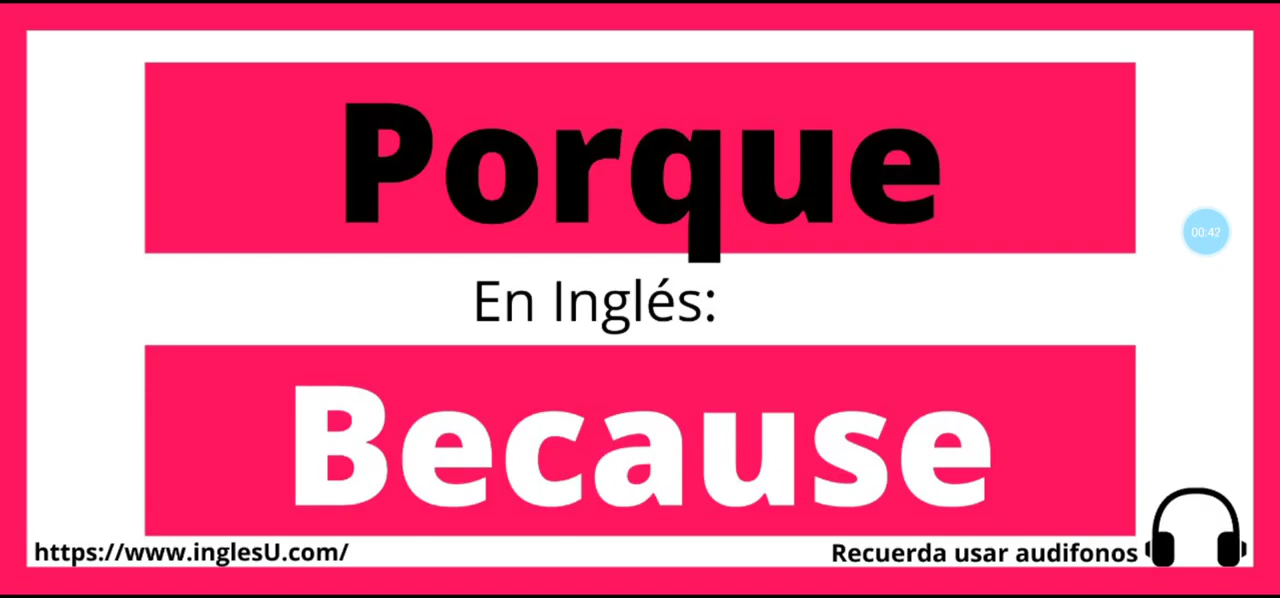 Porque
00:42
En Inglés:
Because
https://www.inglesU.com/
Recuerda usar audifonos